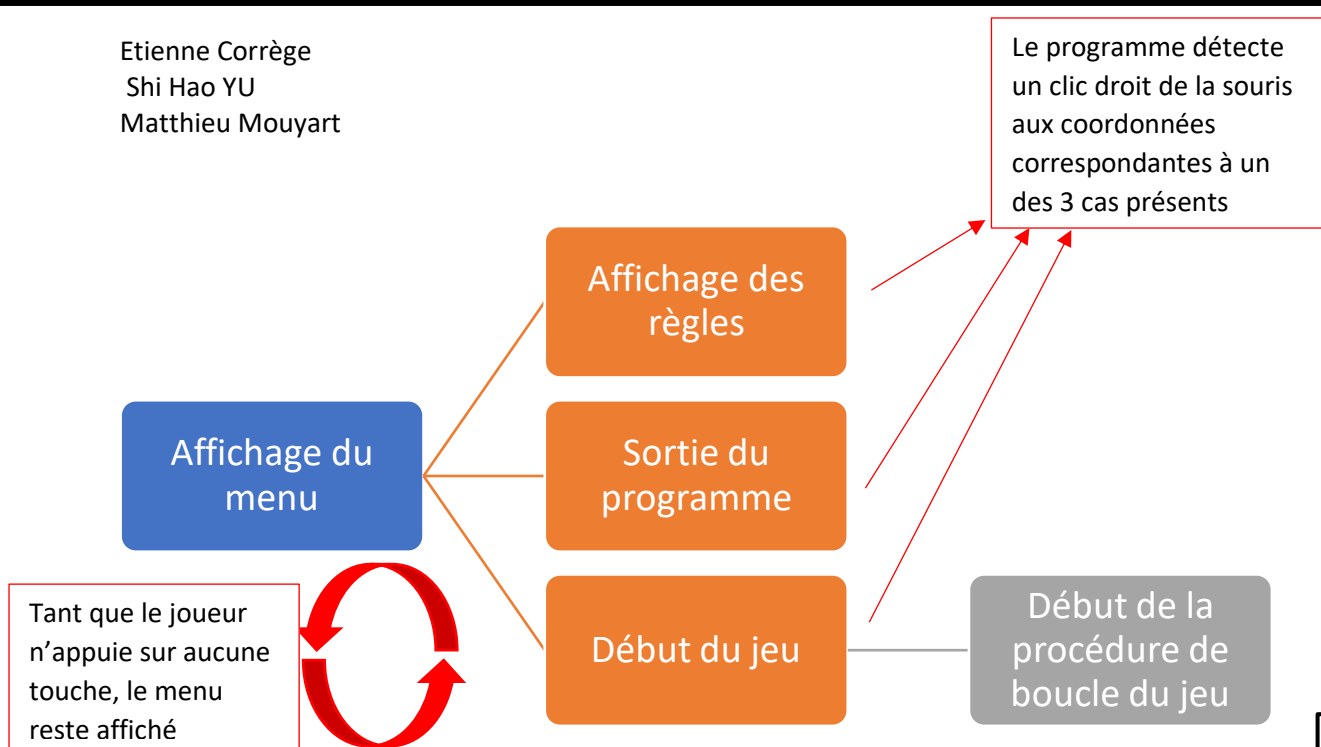 Etienne Corrège
Shi Hao YU
Matthieu Mouyart
Le programme détecte
un clic droit de la souris
aux coordonnées
correspondantes à un
des 3 cas présents
Affichage des
règles
Affichage du
menu
Sortie du
programme
Tant que le joueur
n'appuie sur aucune
touche, le menu
reste affiché
Début du jeu
Début de la
procédure de
boucle du jeu